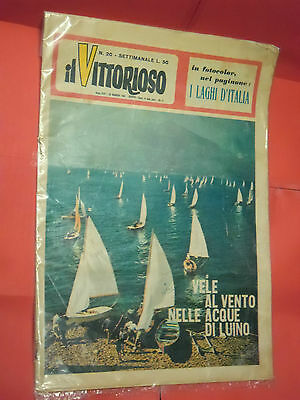 N. 20 - SETTIMANALE L. 50
il VITTORIOSO
in fotocolor,
nel paginone:
I LAGHI D'ITALIA
VELE
AL VENTO
NELLE ACQUE
DI LUINO